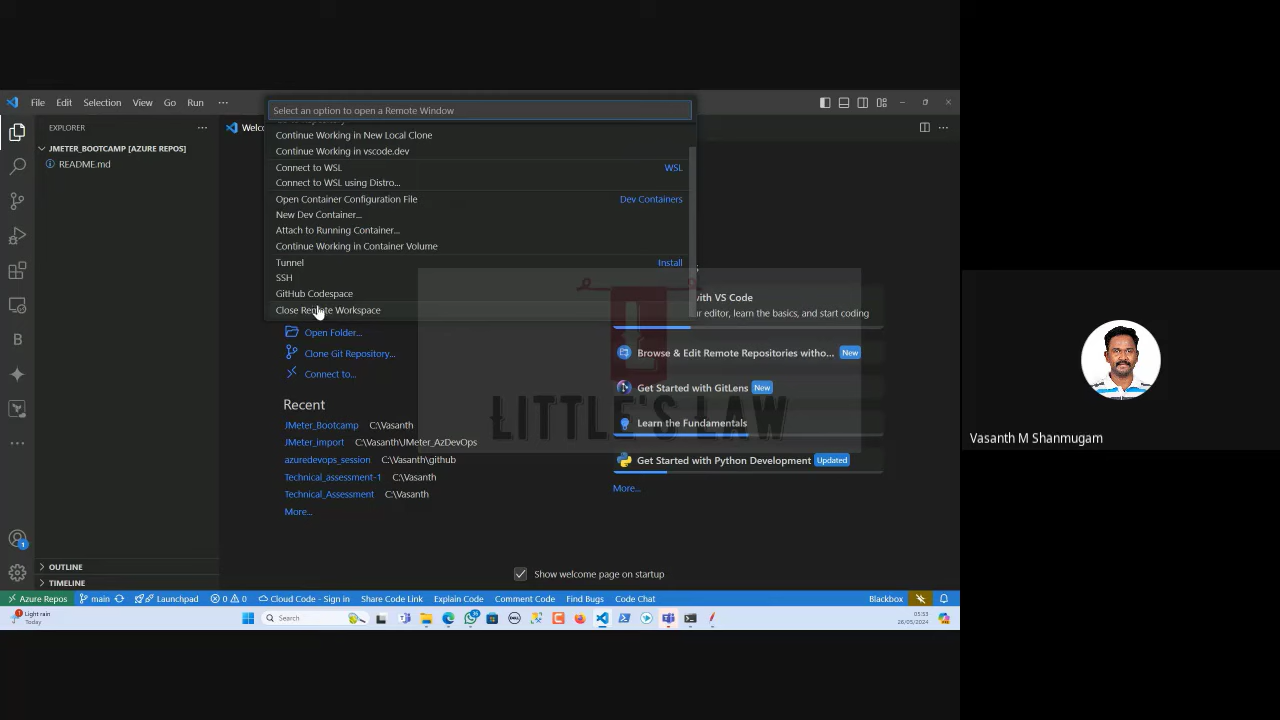 File Edit Selection View Go Run ...
Select an option to open a Remote Window
EXPLORER
Welco
JMETER_BOOTCAMP [AZURE REPOS]
README.md
Continue Working in New Local Clone
Continue Working in vscode.dev
Connect to WSL WSL
Connect to WSL using Distro...
Open Container Configuration File Dev Containers
New Dev Container...
Attach to Running Container...
Continue Working in Container Volume
Tunnel Install
SSH
GitHub Codespace
Close Remote Workspace
Open Folder...
Clone Git Repository...
Connect to...
Recent
JMeter_Bootcamp C:\Vasanth
JMeter_import C:\Vasanth\JMeter_AzDevOps
azuredevops_session C:\Vasanth\github
Technical_assessment-1 C:\Vasanth
Technical_Assessment C:\Vasanth
More...
with VS Code
editor, learn the basics, and start coding
Browse & Edit Remote Repositories witho... New
Get Started with GitLens New
Learn the Fundamentals
Get Started with Python Development Updated
More...
LITTLE'S LAW
Show welcome page on startup
OUTLINE
TIMELINE
Azure Repos main Launchpad 0 0 Cloud Code - Sign in Share Code Link Explain Code Comment Code Find Bugs Code Chat Blackbox
Light rain
Today
Search
05:53
26/05/2024
Vasanth M Shanmugam